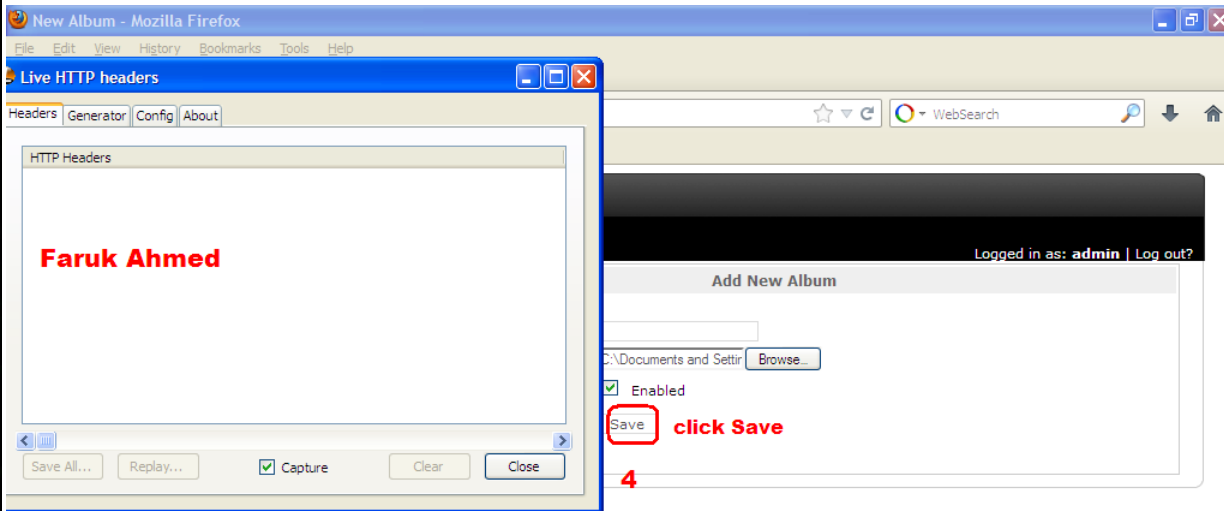 New Album - Mozilla Firefox
File Edit View History Bookmarks Tools Help
Live HTTP headers
Headers Generator Config About
WebSearch
HTTP Headers
Faruk Ahmed
Logged in as: admin | Log out?
Add New Album
C:\Documents and Settir Browse...
Enabled
Save click Save
Save All... Replay... Capture Clear Close
4